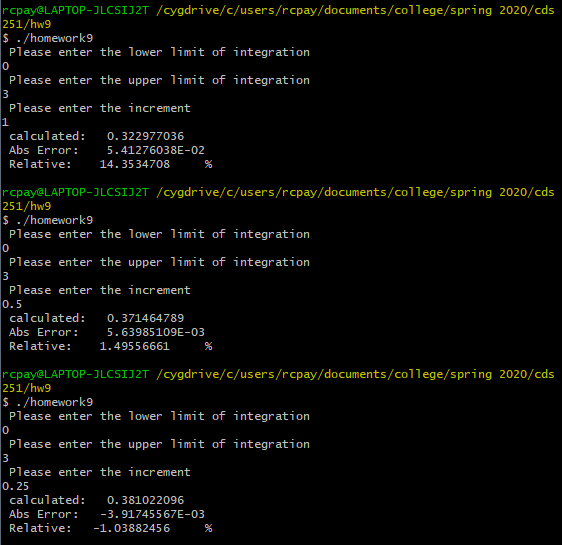 rcpay@LAPTOP-JLCSIJ2T /cygdrive/c/users/rcpay/documents/college/spring 2020/cds
251/hw9
$ ./homework9
Please enter the lower limit of integration
0
Please enter the upper limit of integration
3
Please enter the increment
1
calculated:   0.322977036
Abs Error:    5.41276038E-02
Relative:    14.3534708     %
rcpay@LAPTOP-JLCSIJ2T /cygdrive/c/users/rcpay/documents/college/spring 2020/cds
251/hw9
$ ./homework9
Please enter the lower limit of integration
0
Please enter the upper limit of integration
3
Please enter the increment
0.5
calculated:   0.371464789
Abs Error:    5.63985109E-03
Relative:    1.49556661     %
rcpay@LAPTOP-JLCSIJ2T /cygdrive/c/users/rcpay/documents/college/spring 2020/cds
251/hw9
$ ./homework9
Please enter the lower limit of integration
0
Please enter the upper limit of integration
3
Please enter the increment
0.25
calculated:   0.381022096
Abs Error:   -3.91745567E-03
Relative:   -1.03882456     %